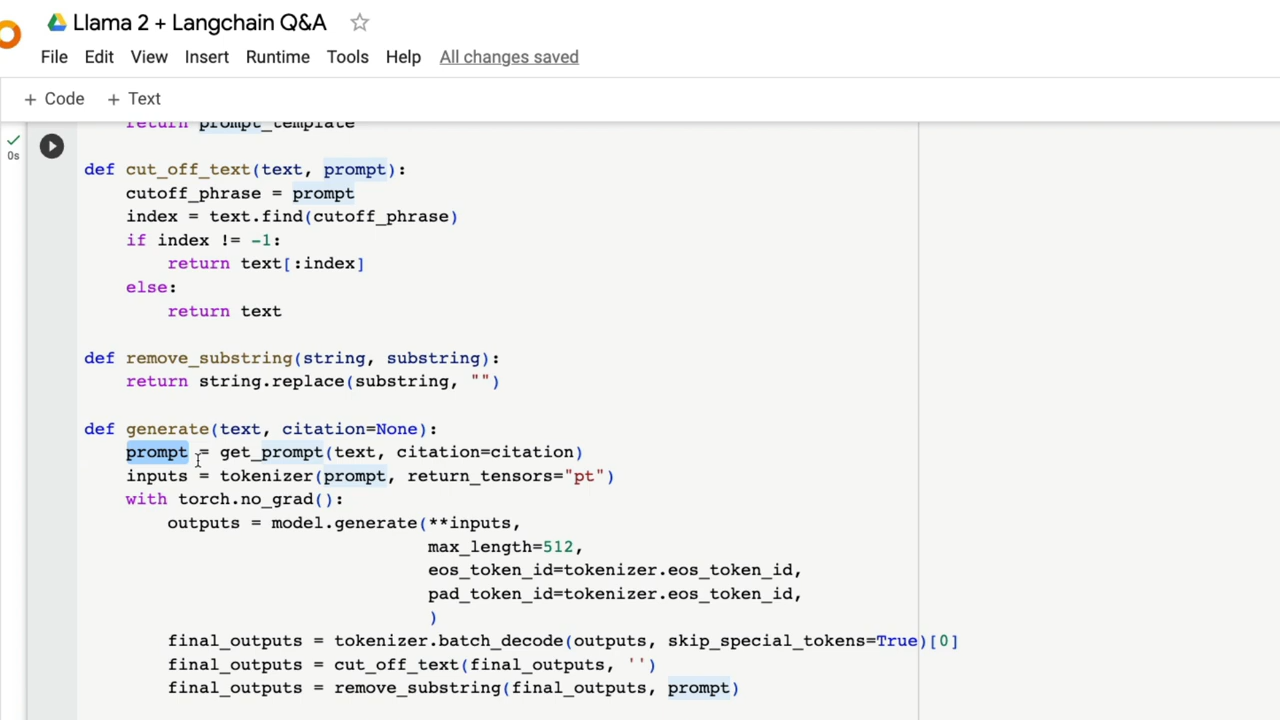 Llama 2 + Langchain Q&A
File Edit View Insert Runtime Tools Help All changes saved
+ Code + Text
0s
return prompt_template
def cut_off_text(text, prompt):
    cutoff_phrase = prompt
    index = text.find(cutoff_phrase)
    if index != -1:
        return text[:index]
    else:
        return text
def remove_substring(string, substring):
    return string.replace(substring, "")
def generate(text, citation=None):
    prompt = get_prompt(text, citation=citation)
    inputs = tokenizer(prompt, return_tensors="pt")
    with torch.no_grad():
        outputs = model.generate(**inputs,
                                 max_length=512,
                                 eos_token_id=tokenizer.eos_token_id,
                                 pad_token_id=tokenizer.eos_token_id,
                                 )
        final_outputs = tokenizer.batch_decode(outputs, skip_special_tokens=True)[0]
        final_outputs = cut_off_text(final_outputs, '')
        final_outputs = remove_substring(final_outputs, prompt)